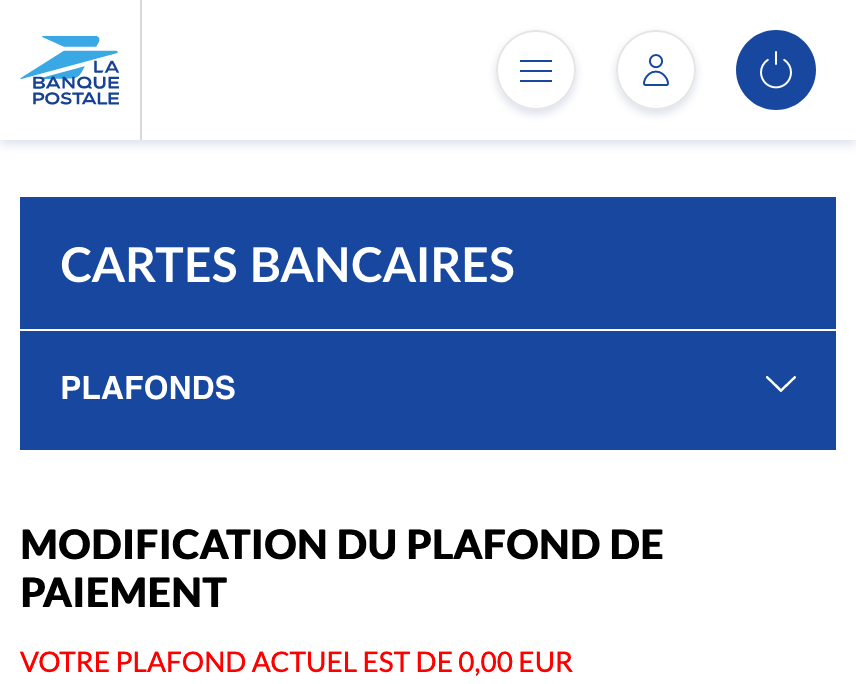 LA
BANQUE
POSTALE
CARTES BANCAIRES
PLAFONDS
MODIFICATION DU PLAFOND DE
PAIEMENT
VOTRE PLAFOND ACTUEL EST DE 0,00 EUR